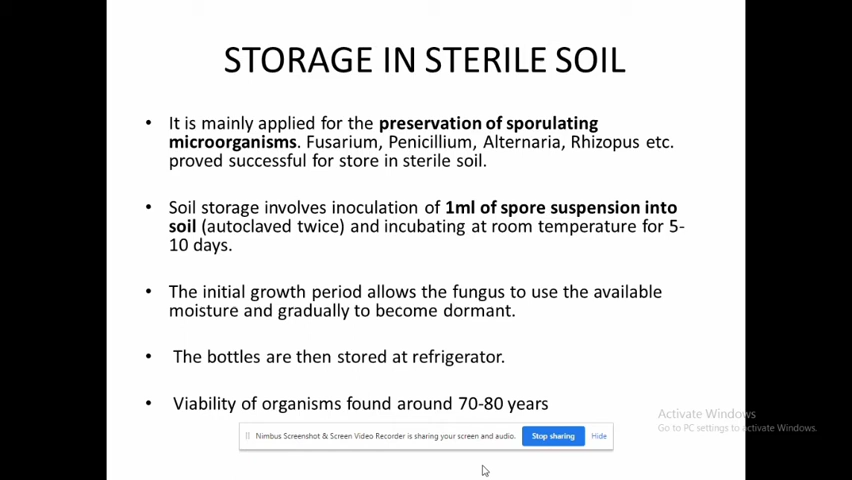 STORAGE IN STERILE SOIL
• It is mainly applied for the preservation of sporulating
microorganisms. Fusarium, Penicillium, Alternaria, Rhizopus etc.
proved successful for store in sterile soil.
• Soil storage involves inoculation of 1ml of spore suspension into
soil (autoclaved twice) and incubating at room temperature for 5-
10 days.
• The initial growth period allows the fungus to use the available
moisture and gradually to become dormant.
• The bottles are then stored at refrigerator.
• Viability of organisms found around 70-80 years
Activate Windows
Go to PC settings to Activate Windows.
Nimbus Screenshot & Screen Video Recorder is sharing your screen and audio. Stop sharing Hide